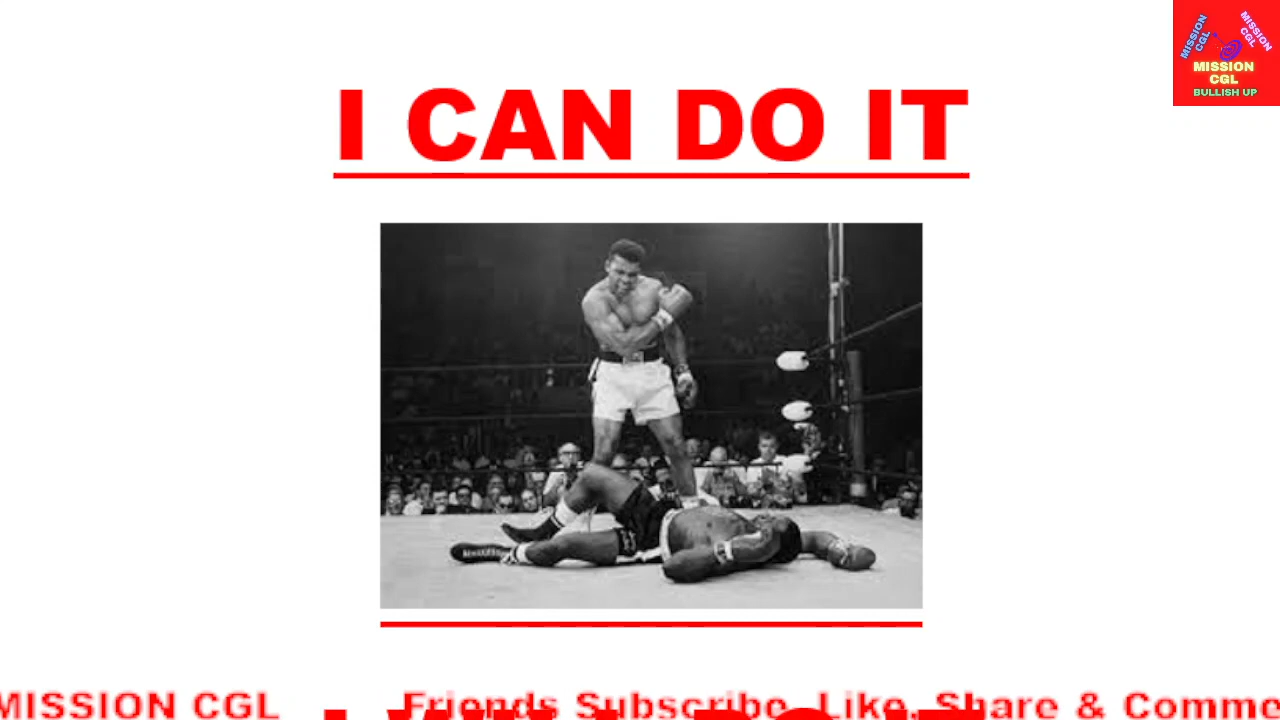 MISSION CGL
MISSION CGL
MISSION
CGL
BULLISH UP
I CAN DO IT
MISSION CGL Friends Subscribe, Like, Share & Comme